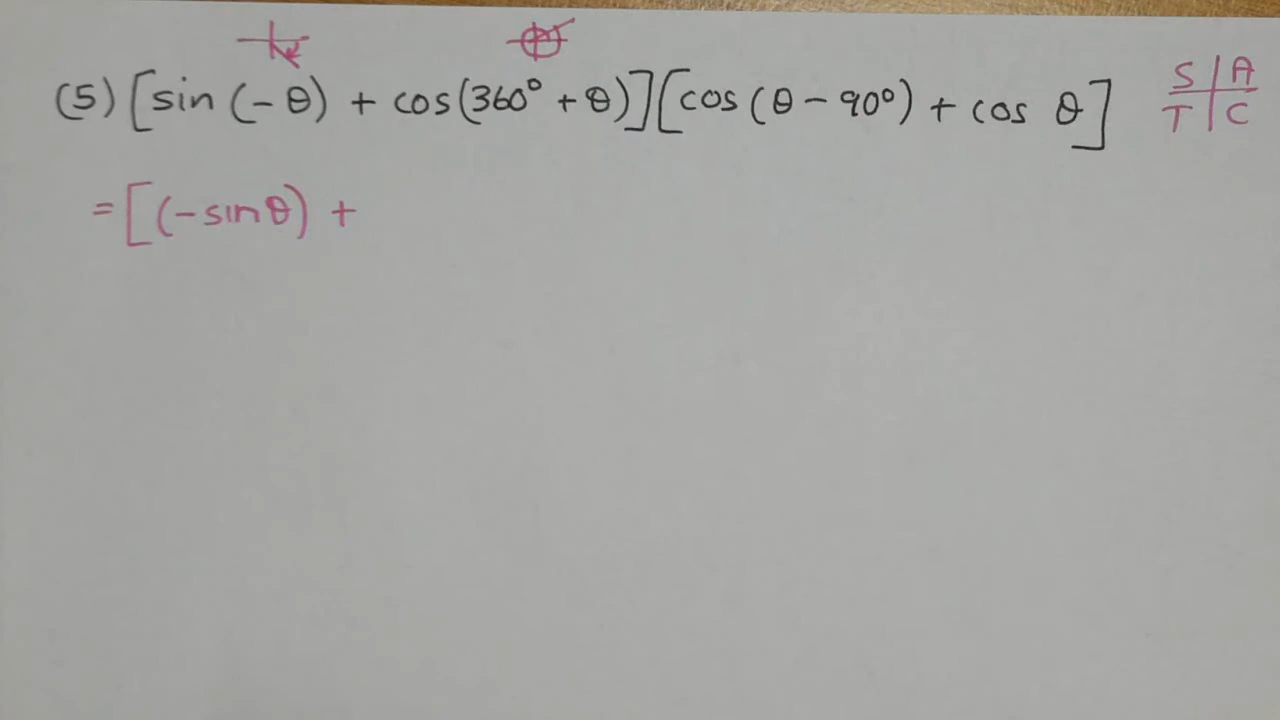 (5) [sin (-θ) + cos(360° + θ)][cos(θ - 90°) + cos θ]
S A
T C
= [(-sinθ) +